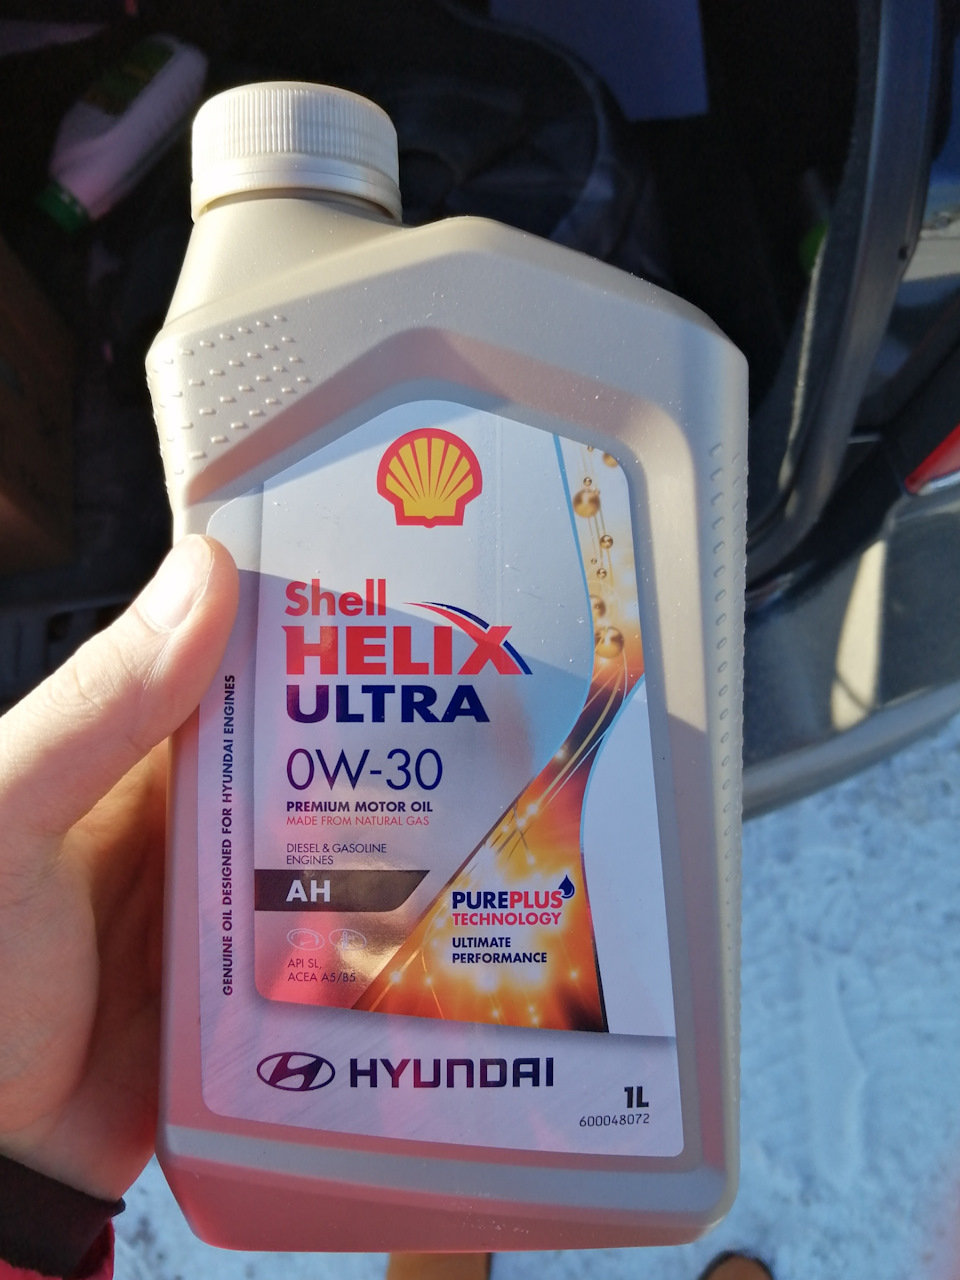 Shell
HELIX
ULTRA
0W-30
PREMIUM MOTOR OIL
MADE FROM NATURAL GAS
DIESEL & GASOLINE
ENGINES
AH
API SL,
ACEA A5/B5
PUREPLUS
TECHNOLOGY
ULTIMATE
PERFORMANCE
GENUINE OIL DESIGNED FOR HYUNDAI ENGINES
HYUNDAI
1L
600048072